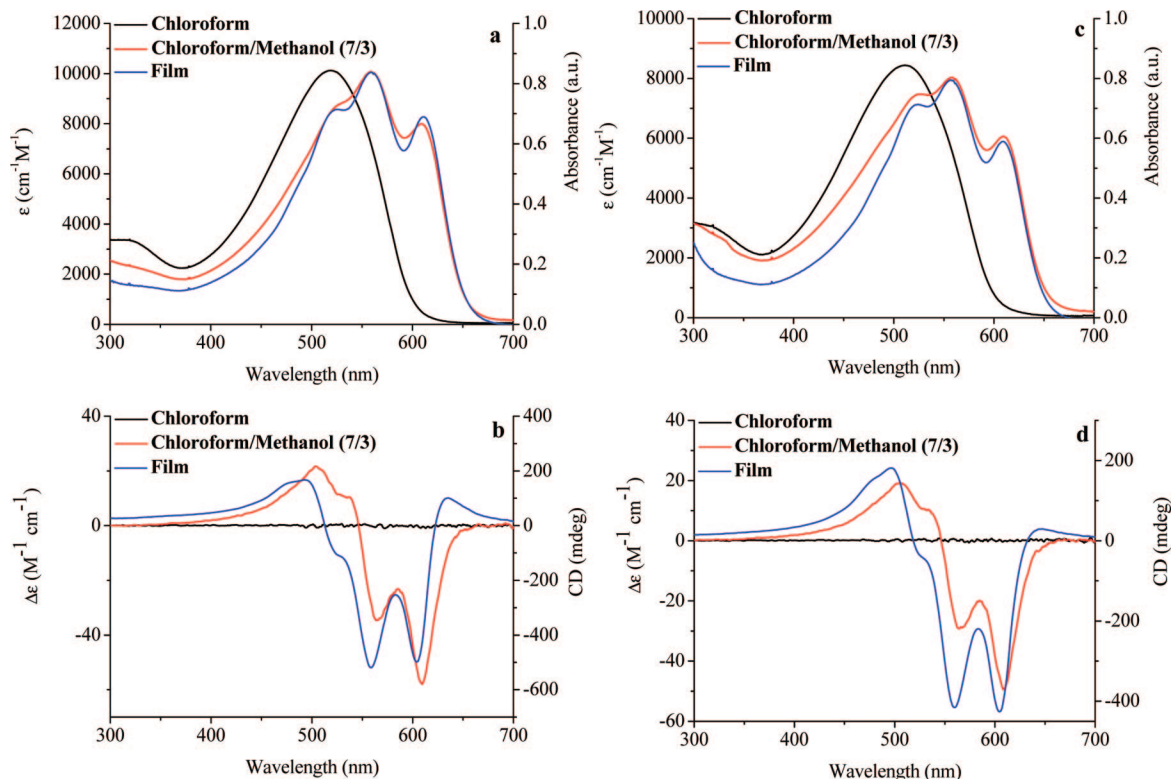 a
Chloroform
Chloroform/Methanol (7/3)
Film
12000
10000
8000
6000
4000
2000
0
ε (cm⁻¹M⁻¹)
1.0
0.8
0.6
0.4
0.2
0.0
Absorbance (a.u.)
300 400 500 600 700
Wavelength (nm)
c
Chloroform
Chloroform/Methanol (7/3)
Film
10000
8000
6000
4000
2000
0
ε (cm⁻¹M⁻¹)
1.0
0.8
0.6
0.4
0.2
0.0
Absorbance (a.u.)
300 400 500 600 700
Wavelength (nm)
b
Chloroform
Chloroform/Methanol (7/3)
Film
40
0
-40
Δε (M⁻¹ cm⁻¹)
400
200
0
-200
-400
-600
CD (mdeg)
300 400 500 600 700
Wavelength (nm)
d
Chloroform
Chloroform/Methanol (7/3)
Film
40
20
0
-20
-40
-60
Δε (M⁻¹ cm⁻¹)
200
0
-200
-400
CD (mdeg)
300 400 500 600 700
Wavelength (nm)